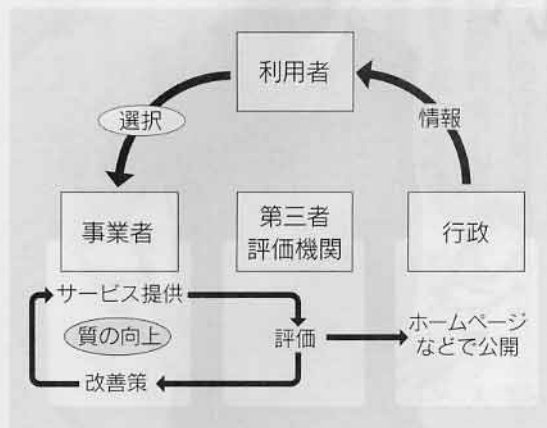 利用者
選択
情報
事業者
第三者
評価機関
行政
サービス提供
質の向上
改善策
評価
ホームページ
などで公開